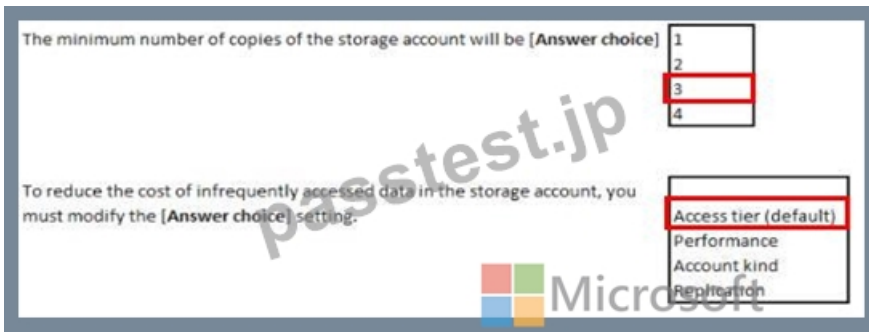 The minimum number of copies of the storage account will be [Answer choice]
1
2
3
4
To reduce the cost of infrequently accessed data in the storage account, you
must modify the [Answer choice] setting.
Access tier (default)
Performance
Account kind
Replication
passtest.jp
Microsoft